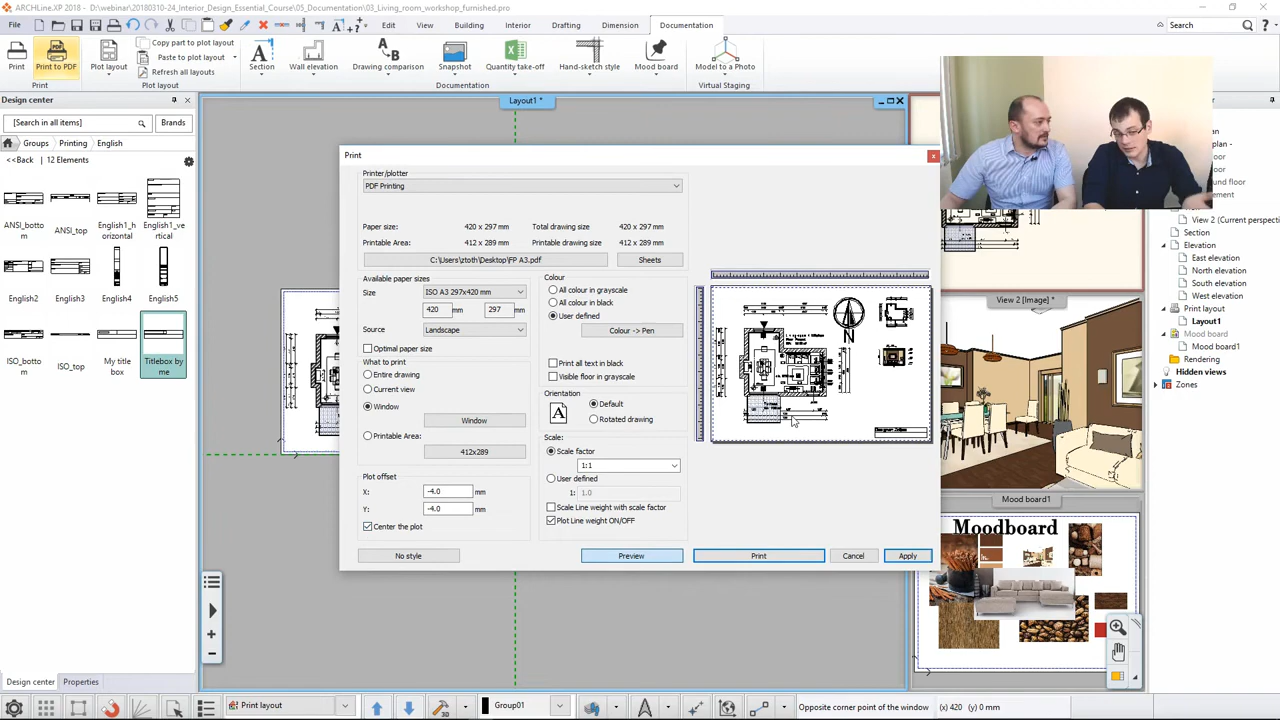 ARCHLine.XP 2018 - D:\webinar\20180310-24_Interior_Design_Essential_Course\05_Documentation\03_Living_room_workshop_furnished.pro
File
Edit
View
Building
Interior
Drafting
Dimension
Documentation
Search
Print
Print to PDF
Plot layout
Copy part to plot layout
Paste to plot layout
Refresh all layouts
Section
Wall elevation
Drawing comparison
Snapshot
Quantity take-off
Hand-sketch style
Mood board
Model to a Photo
Print
Plot layout
Documentation
Virtual Staging
Design center
[Search in all items]
Brands
Groups
Printing
English
<<Back
12 Elements
ANSI_bottom
ANSI_top
English1_horizontal
English1_vertical
English2
English3
English4
English5
ISO_bottom
ISO_top
My title box
Titlebox by me
Design center
Properties
Layout1 *
Print
Printer/plotter
PDF Printing
Paper size:
420 x 297 mm
Total drawing size
420 x 297 mm
Printable Area:
412 x 289 mm
Printable drawing size
412 x 289 mm
C:\Users\ztoth\Desktop\FP A3.pdf
Sheets
Available paper sizes
Size
ISO A3 297x420 mm
420
mm
297
mm
Source
Landscape
Optimal paper size
What to print
Entire drawing
Current view
Window
Window
Printable Area:
412x289
Plot offset
X:
-4.0
mm
Y:
-4.0
mm
Center the plot
No style
Colour
All colour in grayscale
All colour in black
User defined
Colour -> Pen
Print all text in black
Visible floor in grayscale
Orientation
A
Default
Rotated drawing
Scale:
Scale factor
1:1
User defined
1:
1.0
Scale Line weight with scale factor
Plot Line weight ON/OFF
Preview
Print
Cancel
Apply
N
View 2 (Current perspecti
Section
Elevation
East elevation
North elevation
South elevation
West elevation
Print layout
Layout1
Mood board
Mood board1
Rendering
Hidden views
Zones
View 2 [Image] *
Mood board1
Moodboard
Print layout
Group01
Opposite corner point of the window
(x) 420 (y) 0 mm